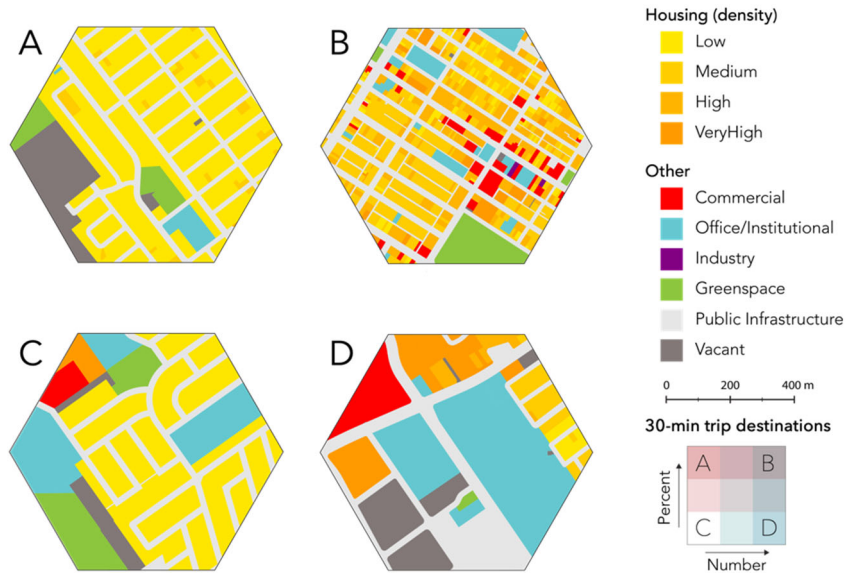 A
B
C
D
Housing (density)
Low
Medium
High
VeryHigh
Other
Commercial
Office/Institutional
Industry
Greenspace
Public Infrastructure
Vacant
0 200 400 m
30-min trip destinations
Percent
A B
C D
Number